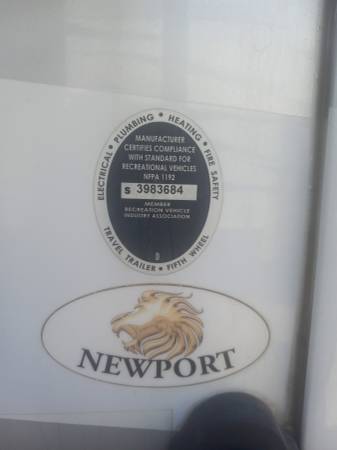 ELECTRICAL • PLUMBING • HEATING • FIRE SAFETY
MANUFACTURER
CERTIFIES COMPLIANCE
WITH STANDARD FOR
RECREATIONAL VEHICLES
NFPA 1192
S 3983684
MEMBER
RECREATION VEHICLE
INDUSTRY ASSOCIATION
D
TRAVEL TRAILER • FIFTH WHEEL
NEWPORT